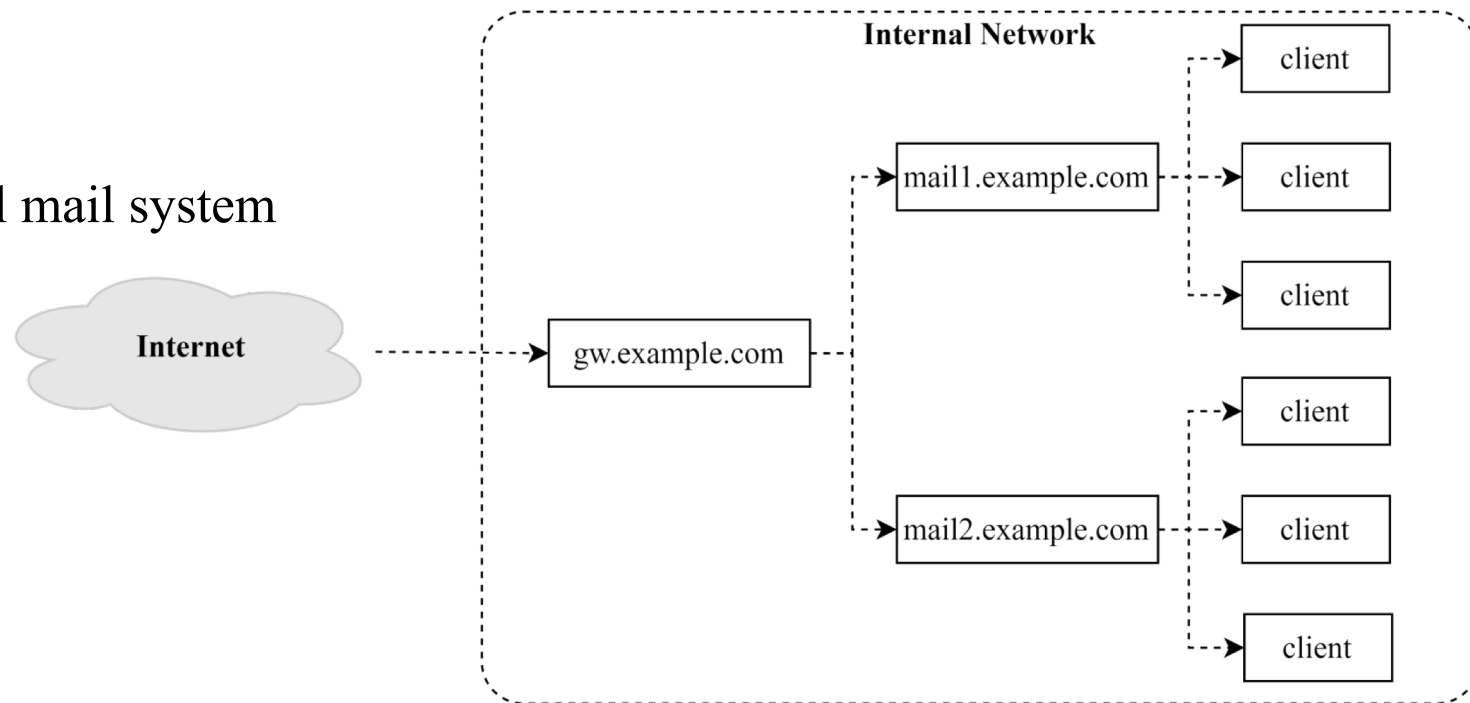 Internal Network
client
mail1.example.com
client
mail system
client
Internet
gw.example.com
client
mail2.example.com
client
client